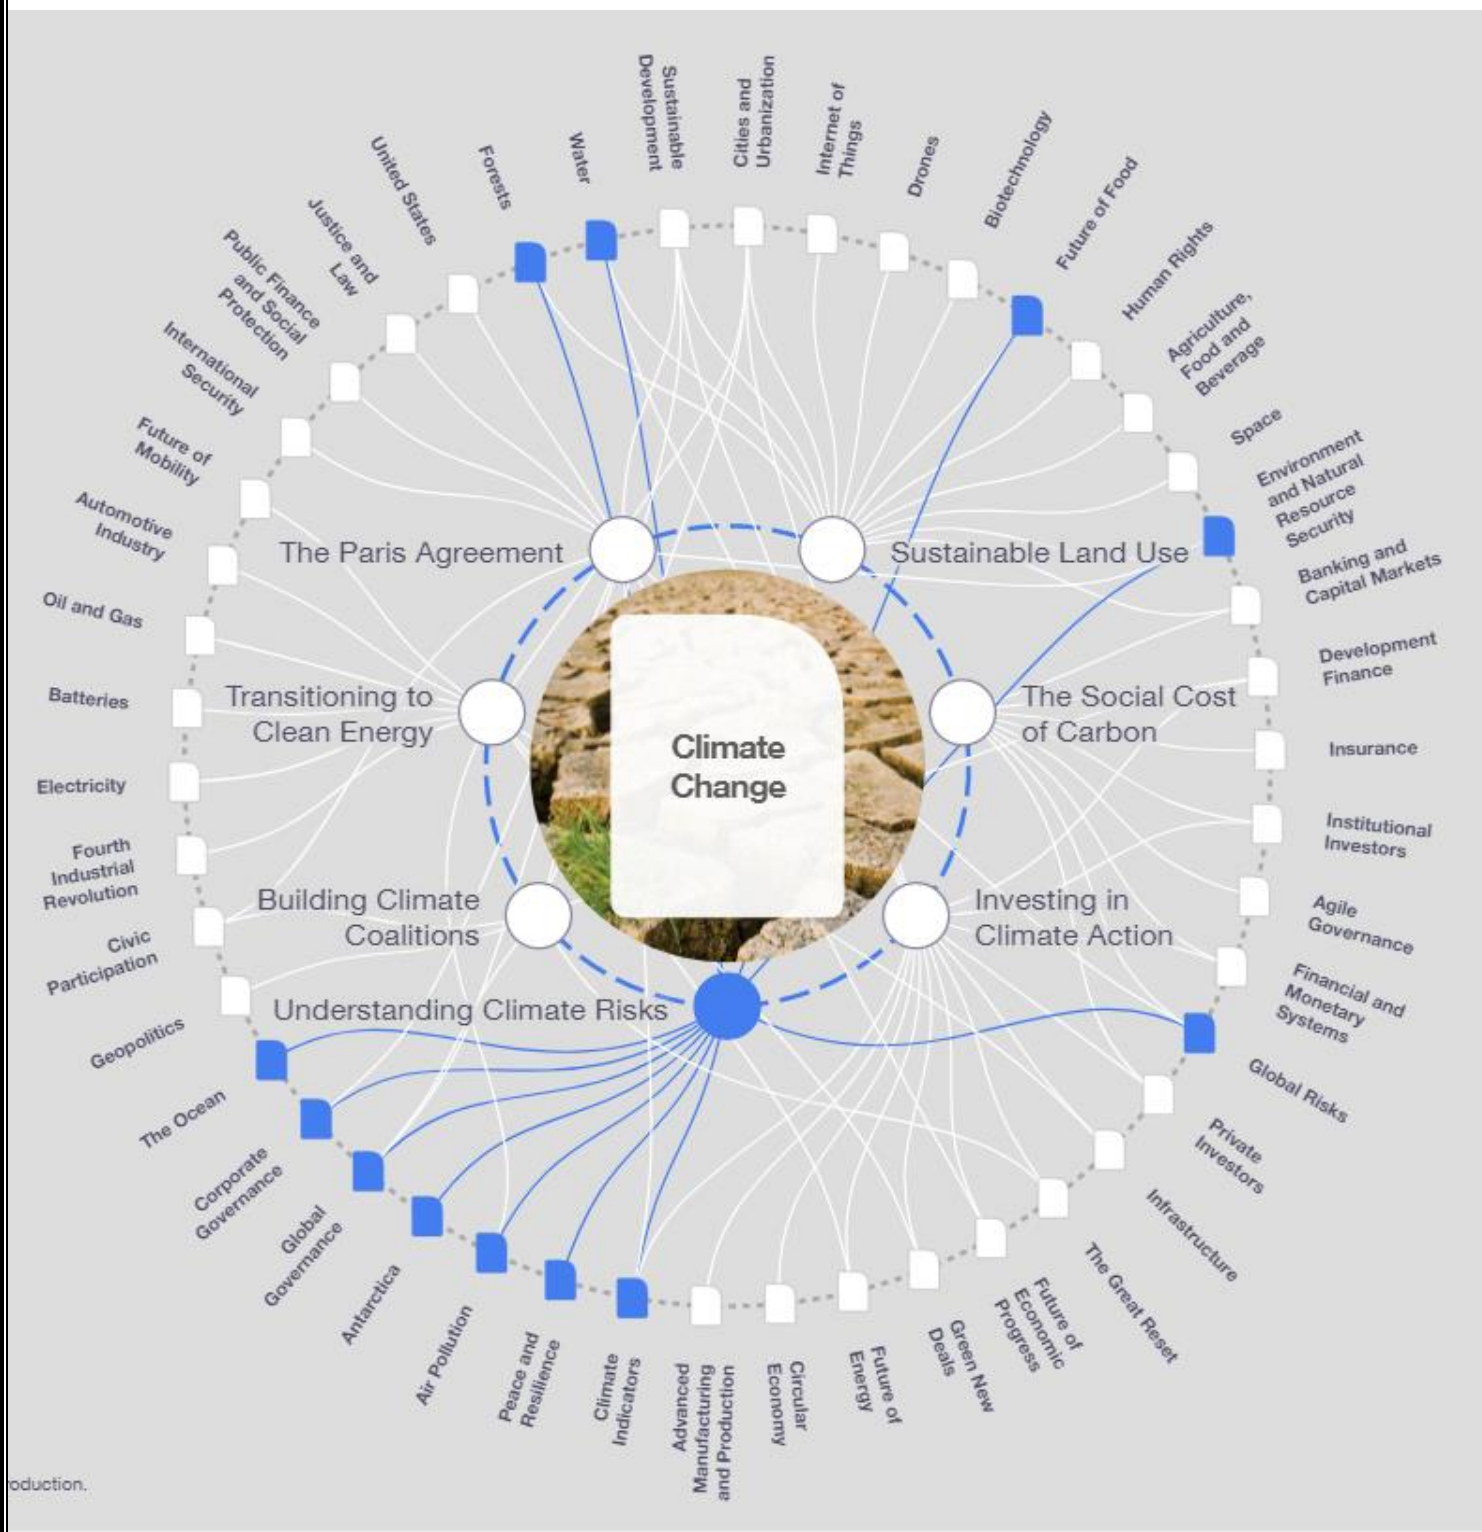 Sustainable
Development
Cities and
Urbanization
Internet of
Things
Drones
Biotechnology
Future of Food
Human Rights
Agriculture,
Food and
Beverage
Space
Environment
and Natural
Resource
Security
Banking and
Capital Markets
Development
Finance
Insurance
Institutional
Investors
Agile
Governance
Financial and
Monetary
Systems
Global Risks
Private
Investors
Infrastructure
The Great Reset
Future of
Economic
Progress
Green New
Deals
Future of
Energy
Circular
Economy
Advanced
Manufacturing
and Production
Climate
Indicators
Peace and
Resilience
Air Pollution
Antarctica
Global
Governance
Corporate
Governance
The Ocean
Geopolitics
Civic
Participation
Fourth
Industrial
Revolution
Electricity
Batteries
Oil and Gas
Automotive
Industry
Future of
Mobility
International
Security
Public Finance
and Social
Protection
Justice and
Law
United States
Forests
Water
The Paris Agreement
Sustainable Land Use
Transitioning to
Clean Energy
The Social Cost
of Carbon
Building Climate
Coalitions
Investing in
Climate Action
Understanding Climate Risks
Climate
Change
oduction.